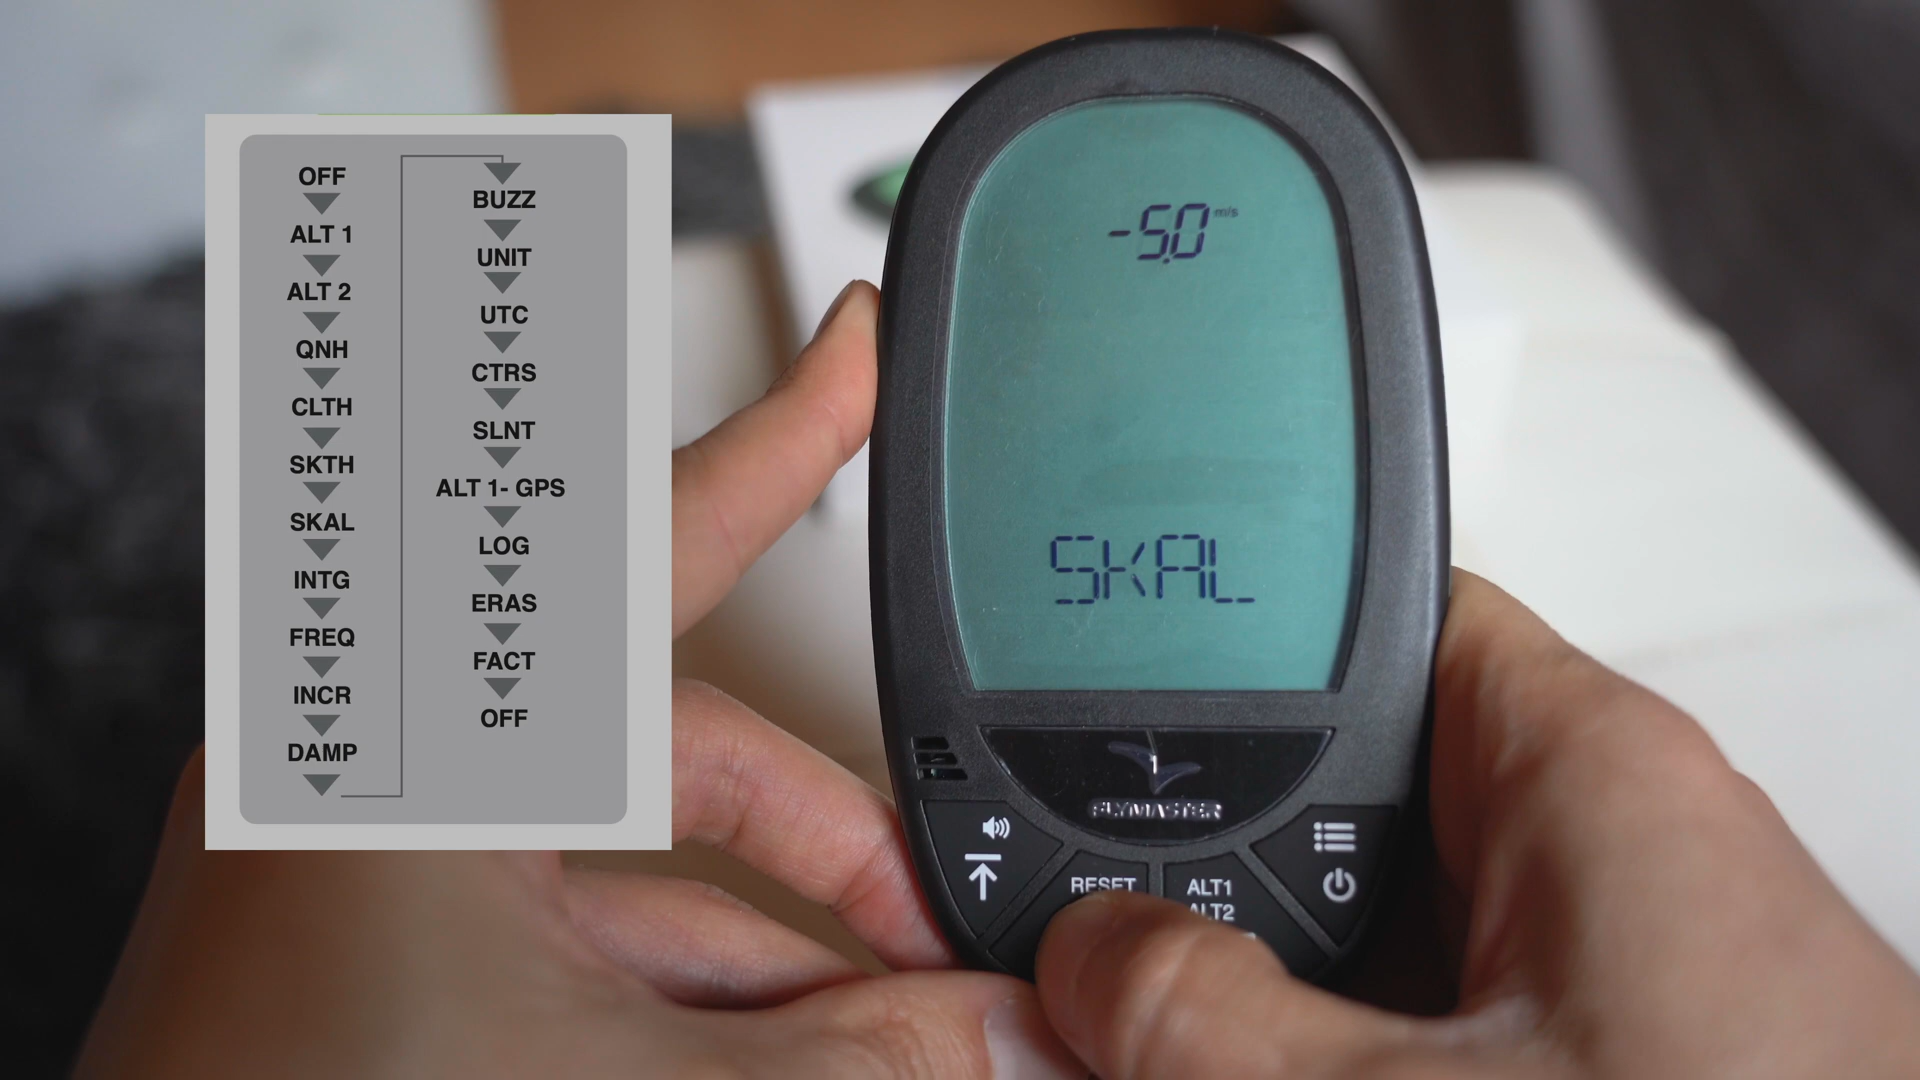 OFF
ALT 1
ALT 2
QNH
CLTH
SKTH
SKAL
INTG
FREQ
INCR
DAMP
BUZZ
UNIT
UTC
CTRS
SLNT
ALT 1- GPS
LOG
ERAS
FACT
OFF
-5.0 m/s
SKAL
1
FLYMASTER
RESET
ALT1
ALT2